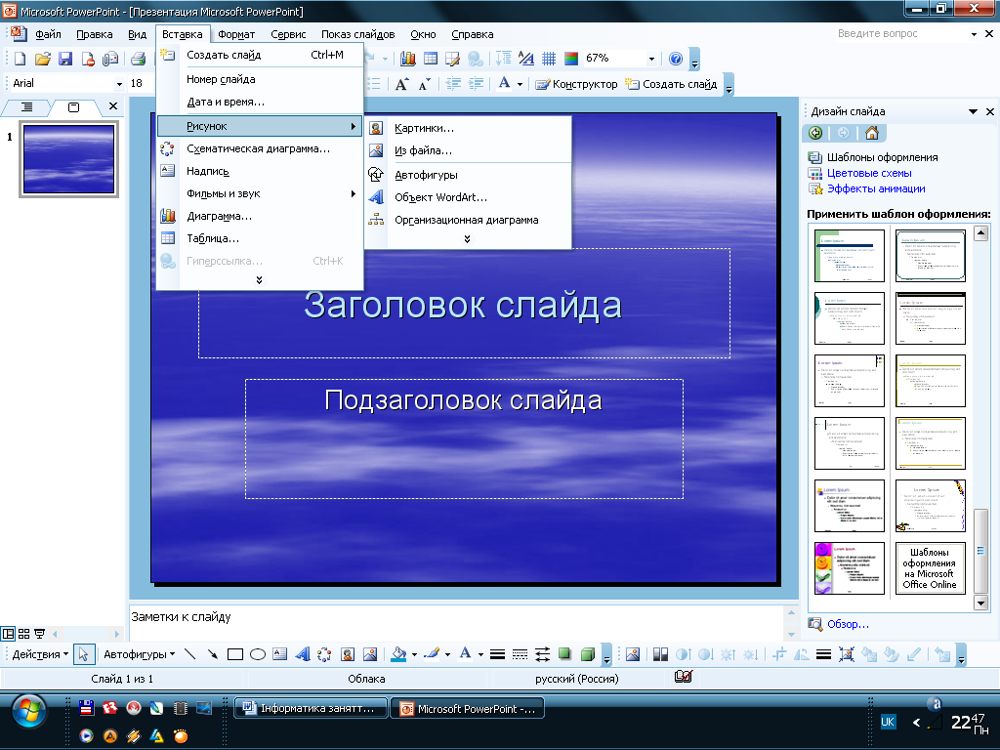 Microsoft PowerPoint - [Презентация Microsoft PowerPoint]
Файл Правка Вид Вставка Формат Сервис Показ слайдов Окно Справка Введите вопрос
67%
Arial 18 Конструктор Создать слайд
Создать слайд Ctrl+M
Номер слайда
Дата и время...
Рисунок
Схематическая диаграмма...
Надпись
Фильмы и звук
Диаграмма...
Таблица...
Гиперссылка... Ctrl+K
Картинки...
Из файла...
Автофигуры
Объект WordArt...
Организационная диаграмма
1
Заголовок слайда
Подзаголовок слайда
Заметки к слайду
Дизайн слайда
Шаблоны оформления
Цветовые схемы
Эффекты анимации
Применить шаблон оформления:
Шаблоны
оформления
на Microsoft
Office Online
Обзор...
Действия Автофигуры
Слайд 1 из 1 Облака русский (Россия)
Інформатика занятт... Microsoft PowerPoint -...
UK 22 47
Пн